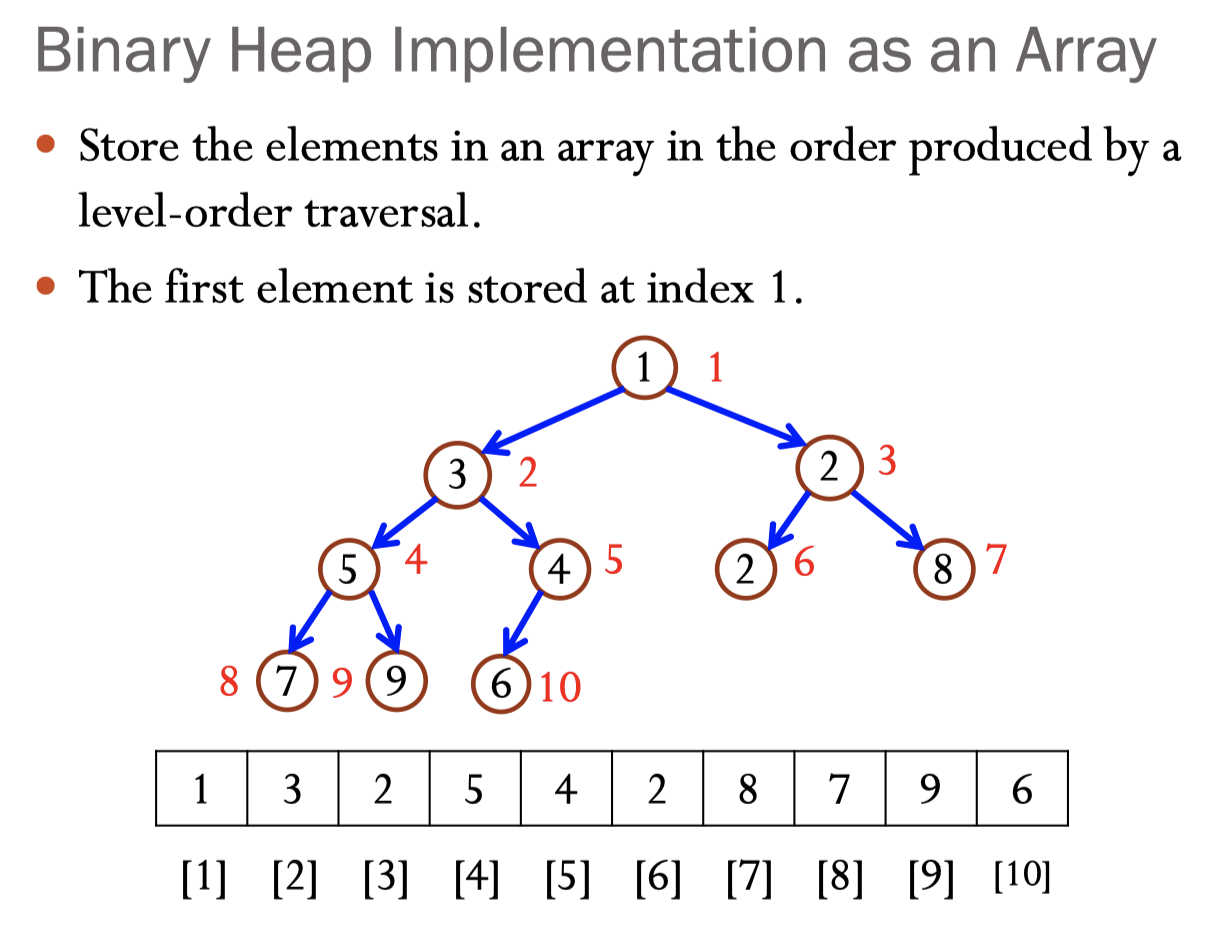 Binary Heap Implementation as an Array
• Store the elements in an array in the order produced by a
level-order traversal.
• The first element is stored at index 1.
1 1
3 2 2 3
5 4 4 5 2 6 8 7
8 7 9 9 6 10
1 3 2 5 4 2 8 7 9 6
[1] [2] [3] [4] [5] [6] [7] [8] [9] [10]